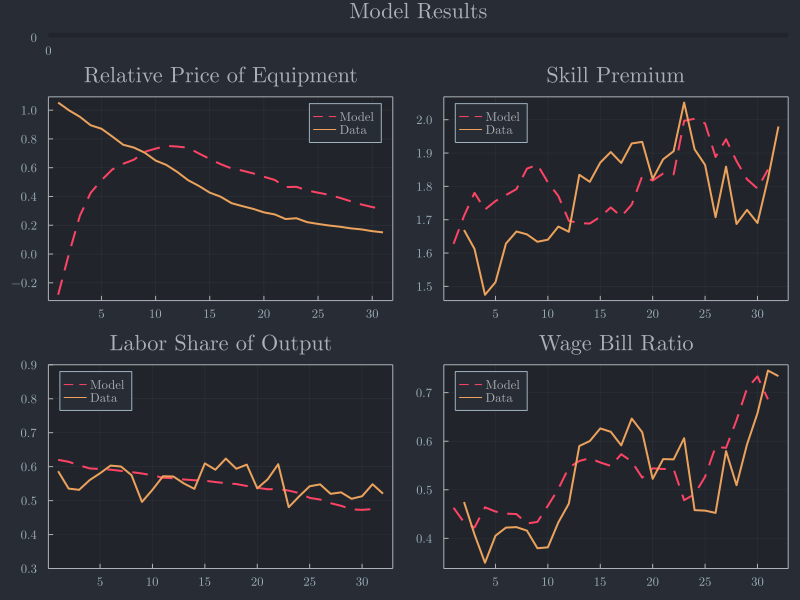 Model Results
0
0
Relative Price of Equipment
Skill Premium
1.0
0.8
0.6
0.4
0.2
0.0
−0.2
Model
Data
5 10 15 20 25 30
2.0
1.9
1.8
1.7
1.6
1.5
Model
Data
5 10 15 20 25 30
Labor Share of Output
Wage Bill Ratio
0.9
0.8
0.7
0.6
0.5
0.4
0.3
Model
Data
5 10 15 20 25 30
0.7
0.6
0.5
0.4
Model
Data
5 10 15 20 25 30